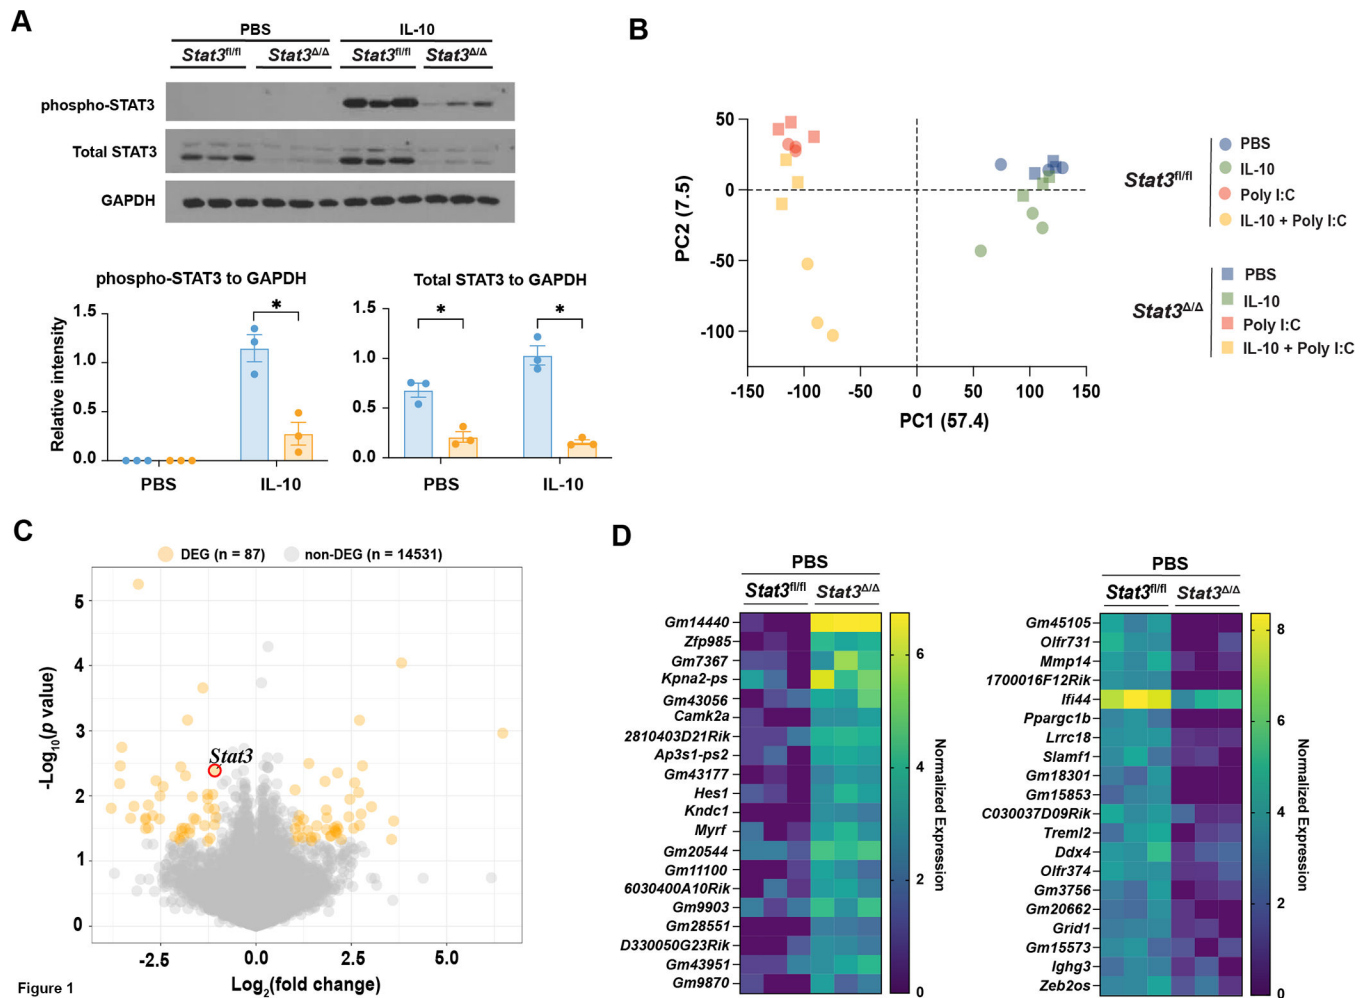 A
PBS IL-10
Stat3fl/fl Stat3Δ/Δ Stat3fl/fl Stat3Δ/Δ
phospho-STAT3
Total STAT3
GAPDH
phospho-STAT3 to GAPDH
Relative intensity
1.5
1.0
0.5
0.0
*
PBS IL-10
Total STAT3 to GAPDH
1.5
1.0
0.5
0.0
* *
PBS IL-10
B
PC2 (7.5)
50
0
-50
-100
-150 -100 -50 0 50 100 150
PC1 (57.4)
Stat3fl/fl
PBS
IL-10
Poly I:C
IL-10 + Poly I:C
Stat3Δ/Δ
PBS
IL-10
Poly I:C
IL-10 + Poly I:C
C
DEG (n = 87) non-DEG (n = 14531)
-Log10(p value)
5
4
3
2
1
0
Stat3
-2.5 0.0 2.5 5.0
Log2(fold change)
Figure 1
D
PBS
Stat3fl/fl Stat3Δ/Δ
Gm14440
Zfp985
Gm7367
Kpna2-ps
Gm43056
Camk2a
2810403D21Rik
Ap3s1-ps2
Gm43177
Hes1
Kndc1
Myrf
Gm20544
Gm11100
6030400A10Rik
Gm9903
Gm28551
D330050G23Rik
Gm43951
Gm9870
6
4
2
0
Normalized Expression
PBS
Stat3fl/fl Stat3Δ/Δ
Gm45105
Olfr731
Mmp14
1700016F12Rik
Ifi44
Ppargc1b
Lrrc18
Slamf1
Gm18301
Gm15853
C030037D09Rik
Treml2
Ddx4
Olfr374
Gm3756
Gm20662
Grid1
Gm15573
Ighg3
Zeb2os
8
6
4
2
0
Normalized Expression